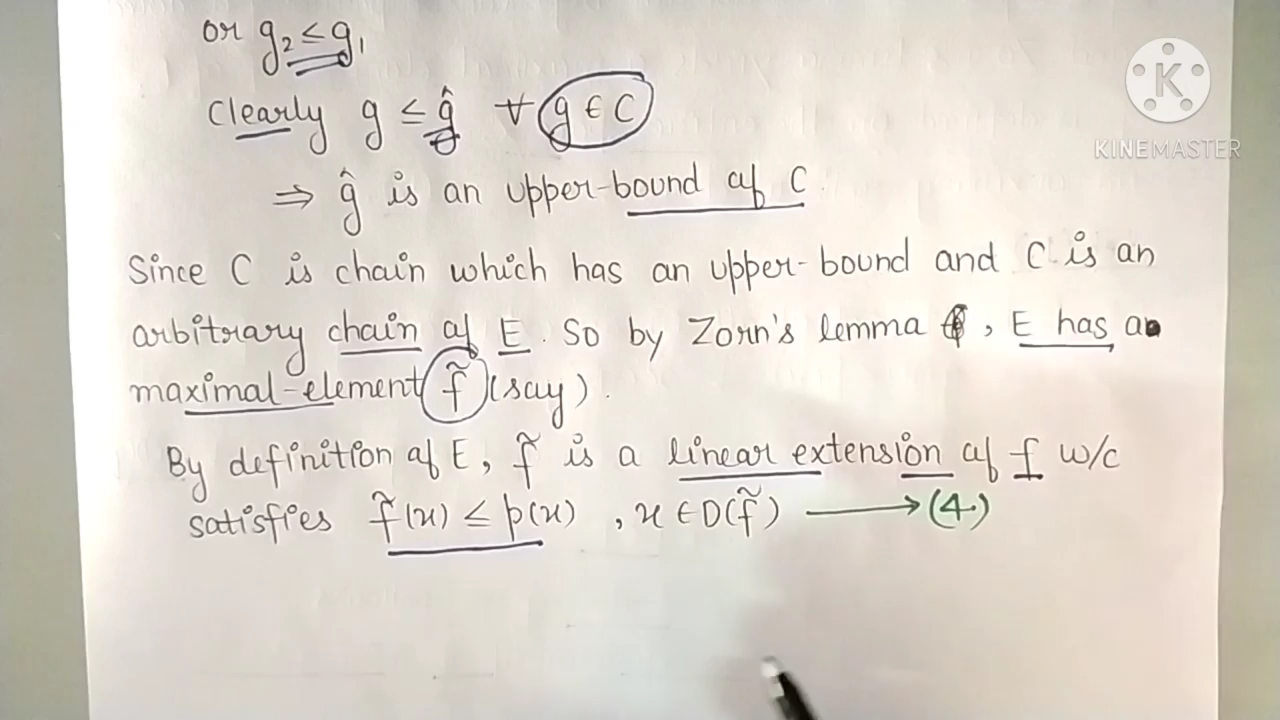 or g₂ ≤ g₁
Clearly g ≤ ĝ ∀ g ∈ C
⇒ ĝ is an upper-bound of C.
Since C is chain which has an upper-bound and C is an
arbitrary chain of E. So by Zorn's lemma , E has a
maximal-element f̃ (say).
By definition of E, f̃ is a linear extension of f w/c
satisfies f̃(x) ≤ p(x) , x ∈ D(f̃) ⟶ (4.)
K
KINEMASTER